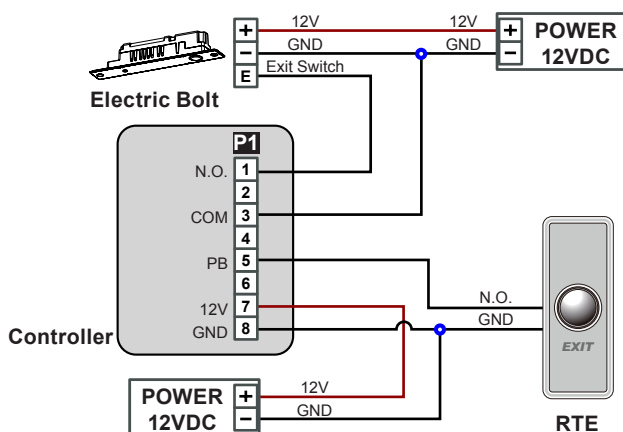 12V
12V
+
+
POWER
12VDC
GND
GND
−
−
E
Exit Switch
Electric Bolt
P1
N.O.
1
2
COM
3
4
PB
5
6
12V
7
GND
8
Controller
N.O.
GND
EXIT
RTE
POWER
12VDC
+
12V
−
GND